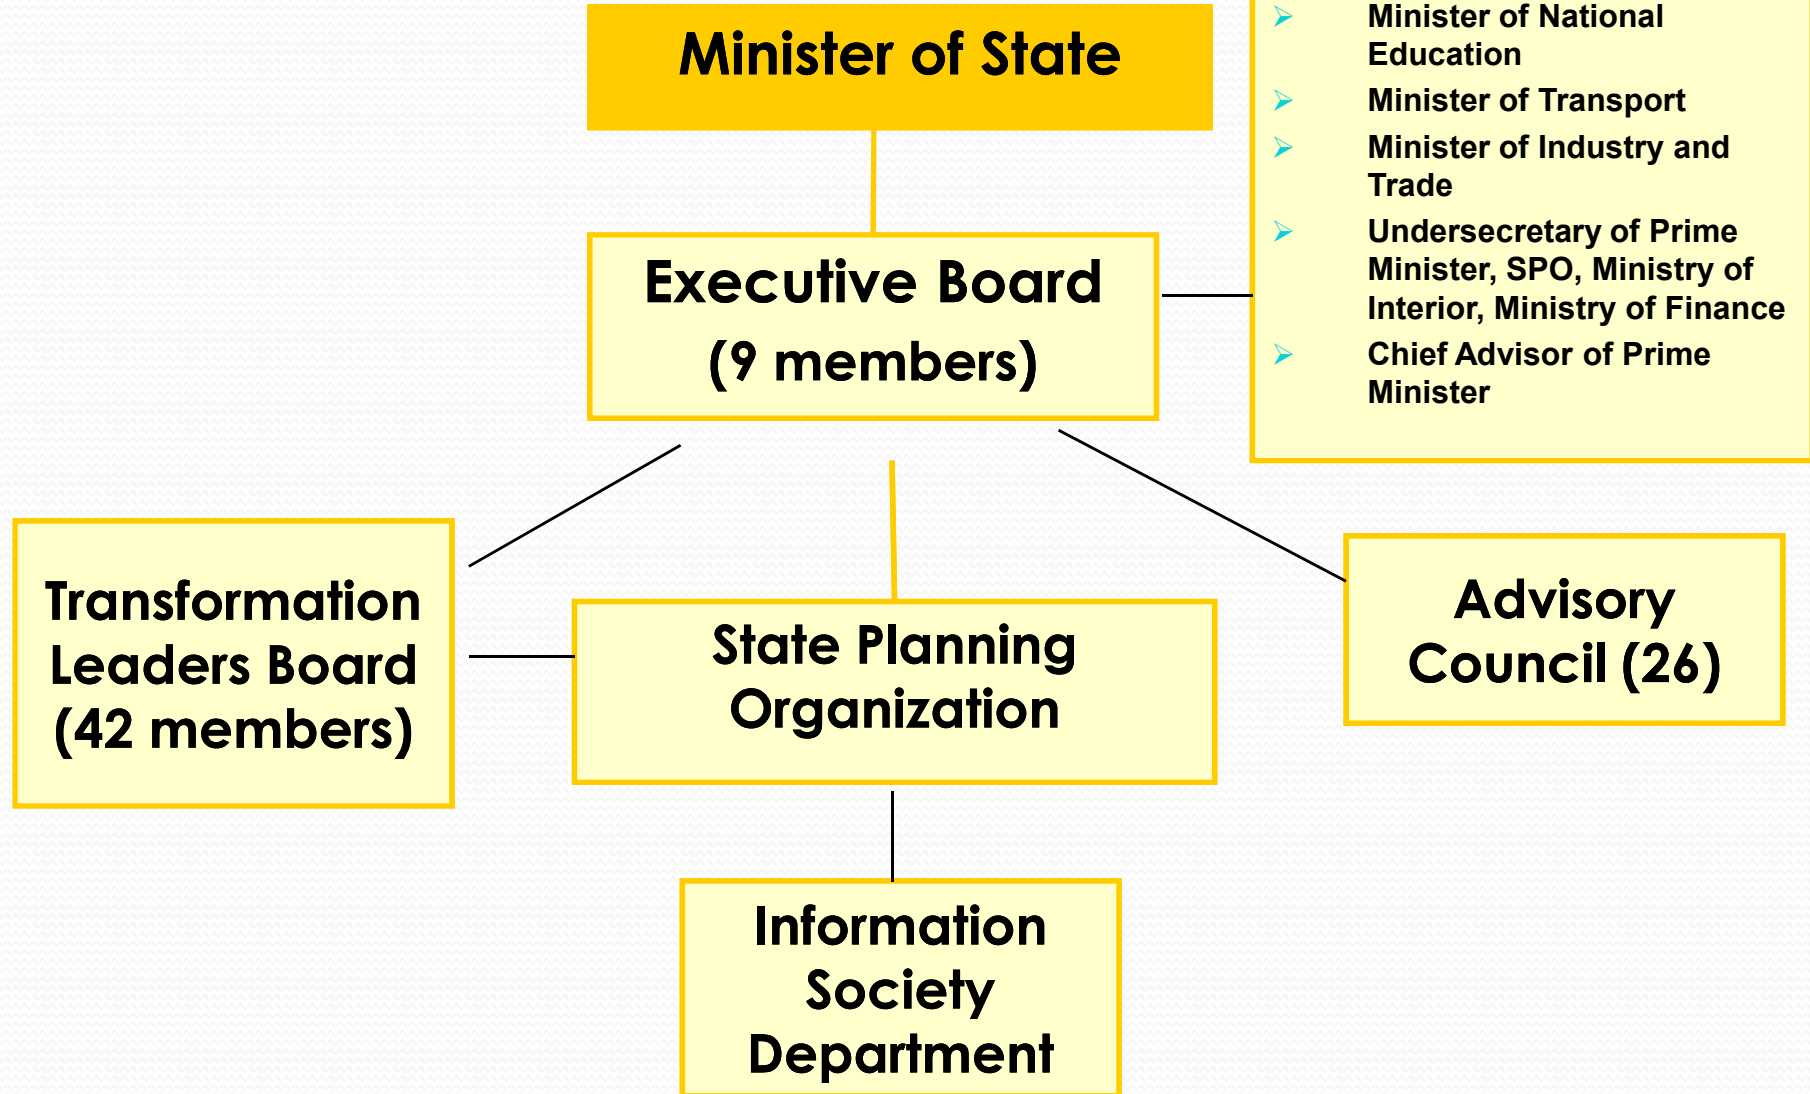 Minister of State
Minister of National
Education
Minister of Transport
Minister of Industry and
Trade
Undersecretary of Prime
Minister, SPO, Ministry of
Interior, Ministry of Finance
Chief Advisor of Prime
Minister
Executive Board
(9 members)
Transformation
Leaders Board
(42 members)
State Planning
Organization
Advisory
Council (26)
Information
Society
Department